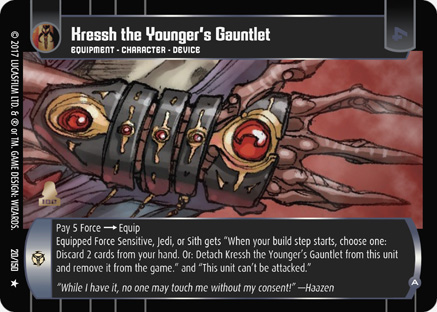 Kressh the Younger's Gauntlet
EQUIPMENT - CHARACTER - DEVICE
© 2017 LUCASFILM LTD. & ® or TM. GAME DESIGN: WIZARDS.
Pay 5 Force → Equip
Equipped Force Sensitive, Jedi, or Sith gets "When your build step starts, choose one:
Discard 2 cards from your hand. Or: Detach Kressh the Younger's Gauntlet from this unit
and remove it from the game." and "This unit can't be attacked."
"While I have it, no one may touch me without my consent!" —Haazen
A